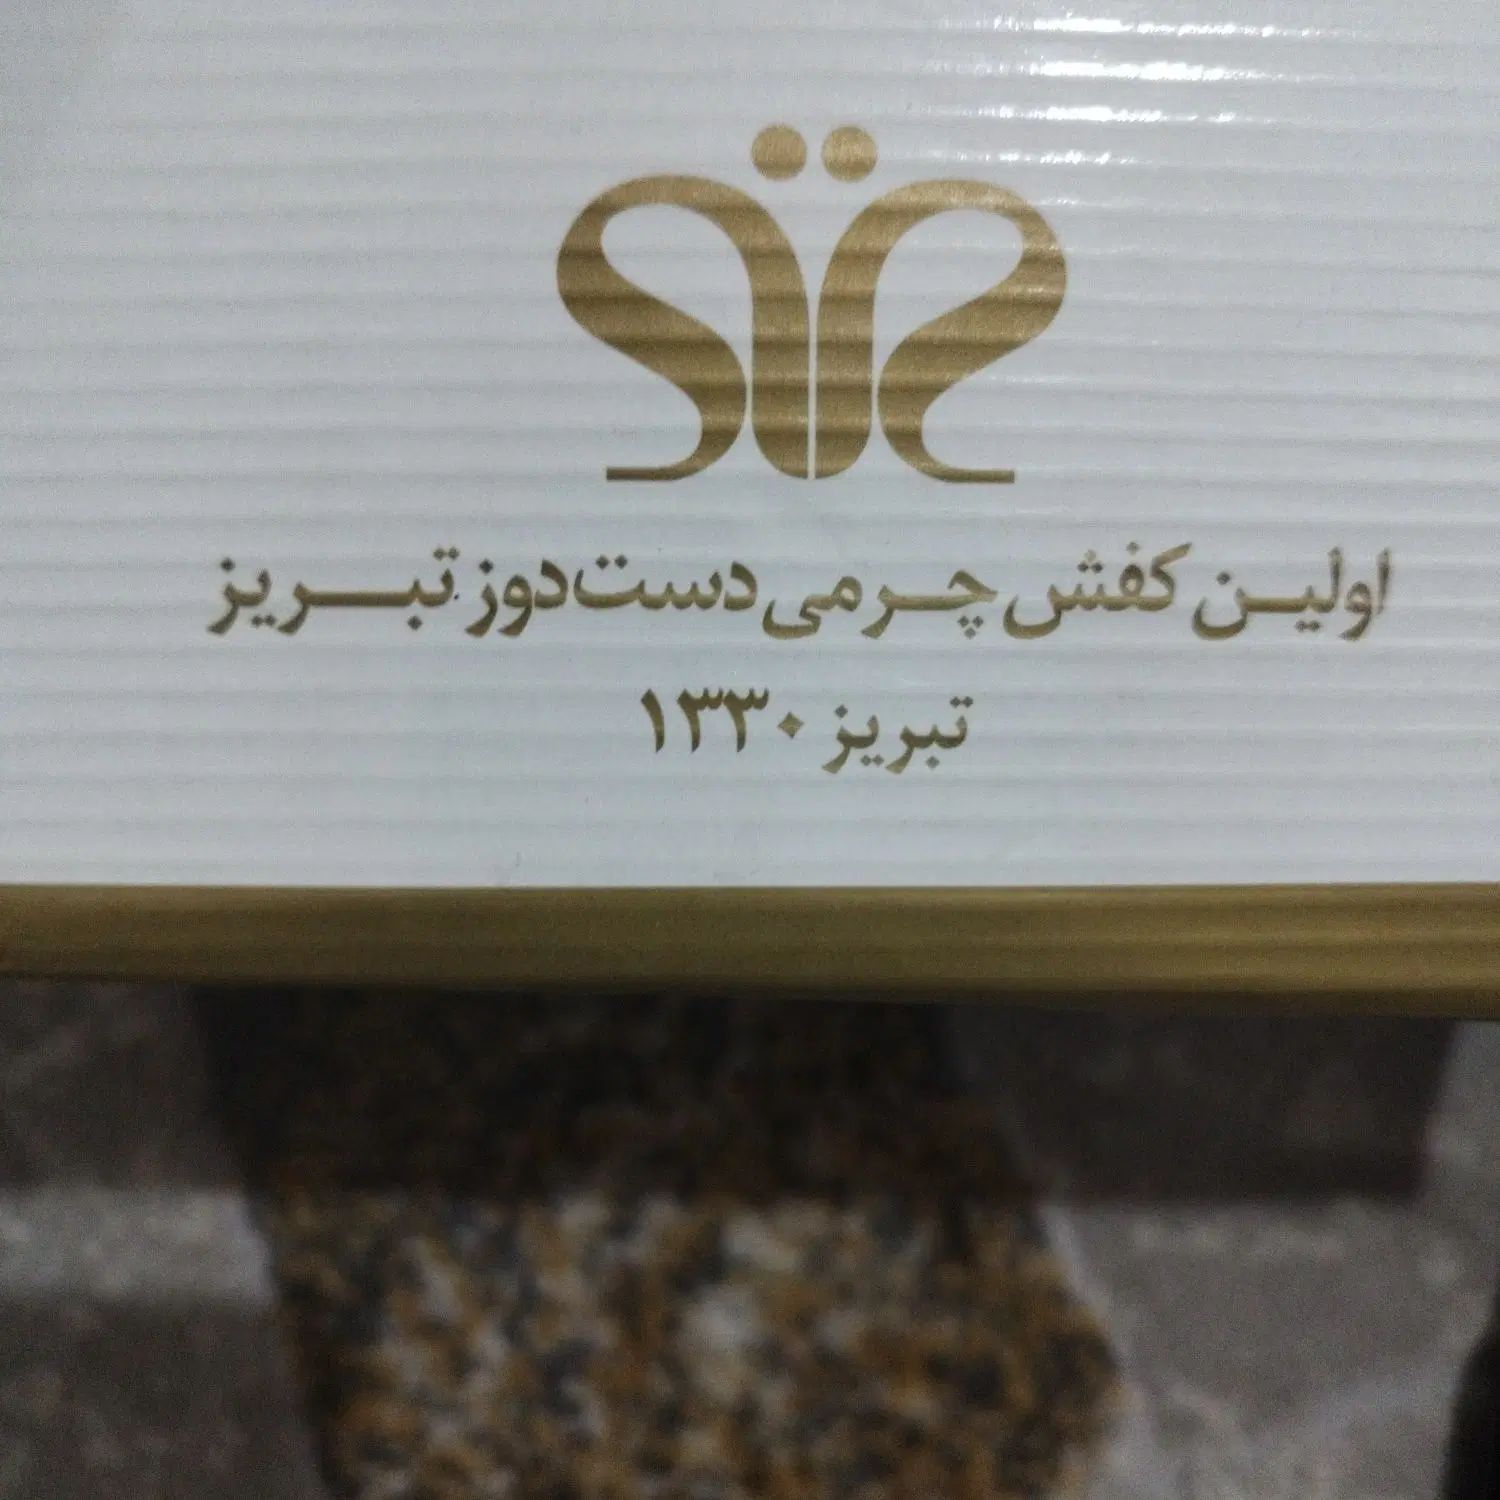 اولین کفش چرمی دست‌دوز تبریز
تبریز ۱۳۳۰